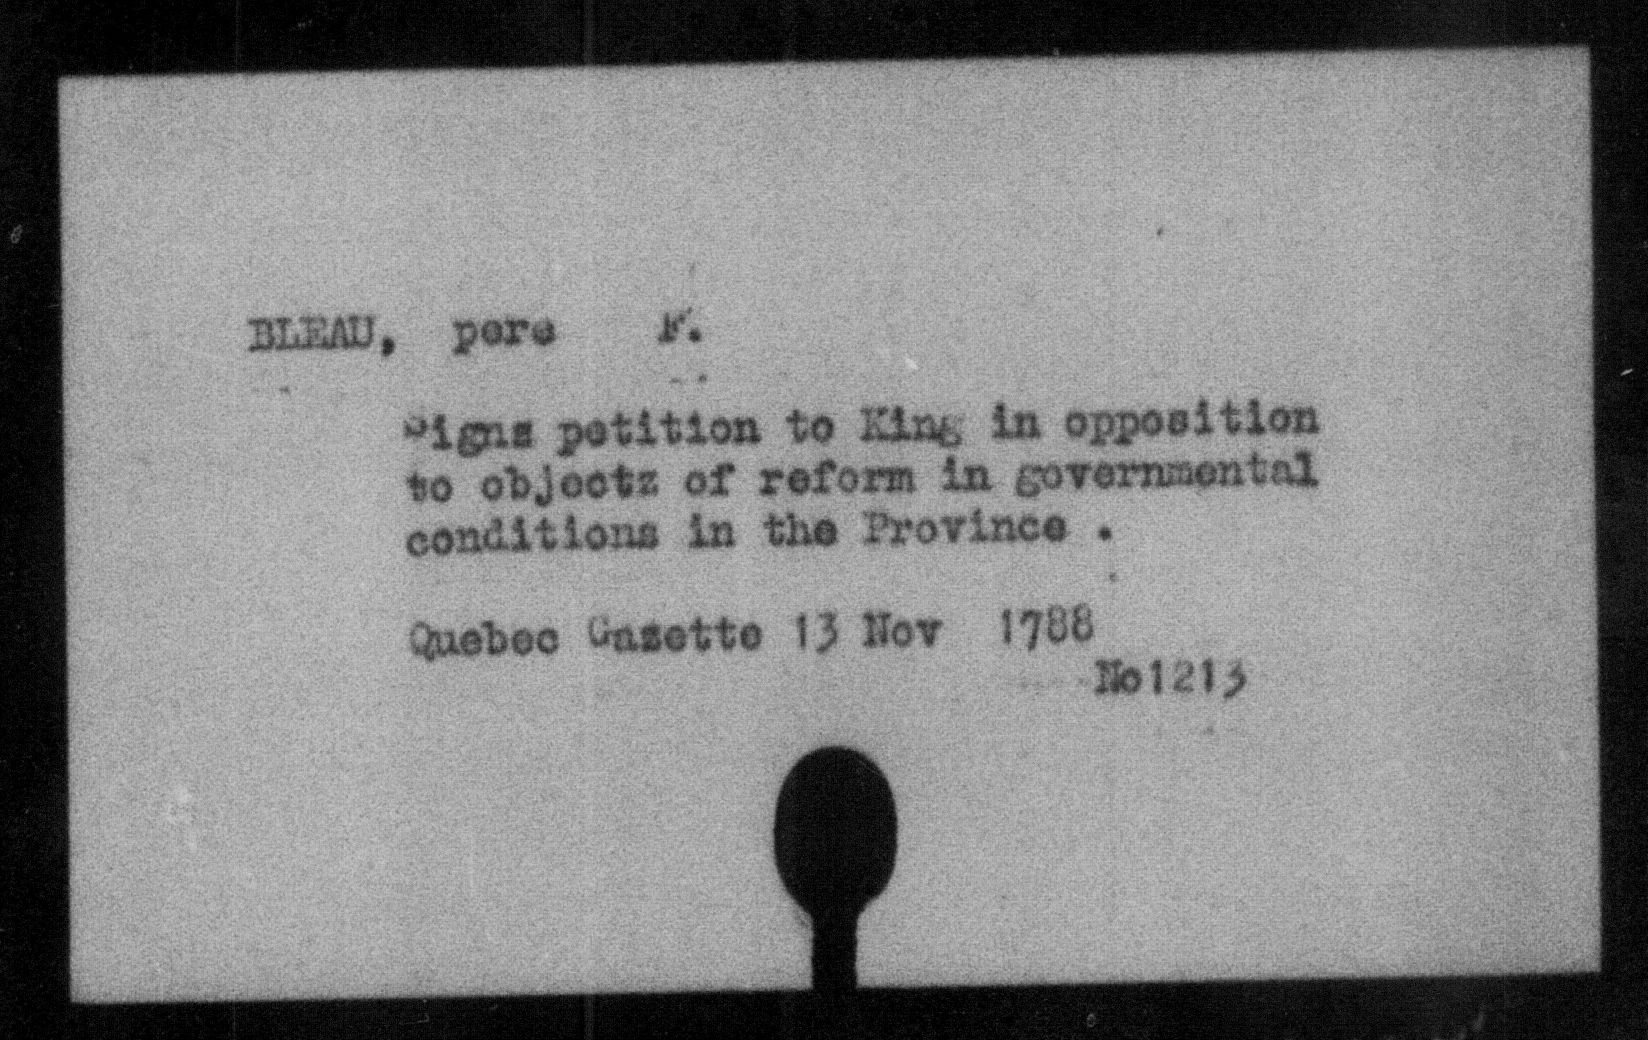 BLEAU, pere F.
Signs petition to King in opposition
to objectz of reform in governmental
conditions in the Province .
Quebec Gazette 13 Nov 1788
No1213